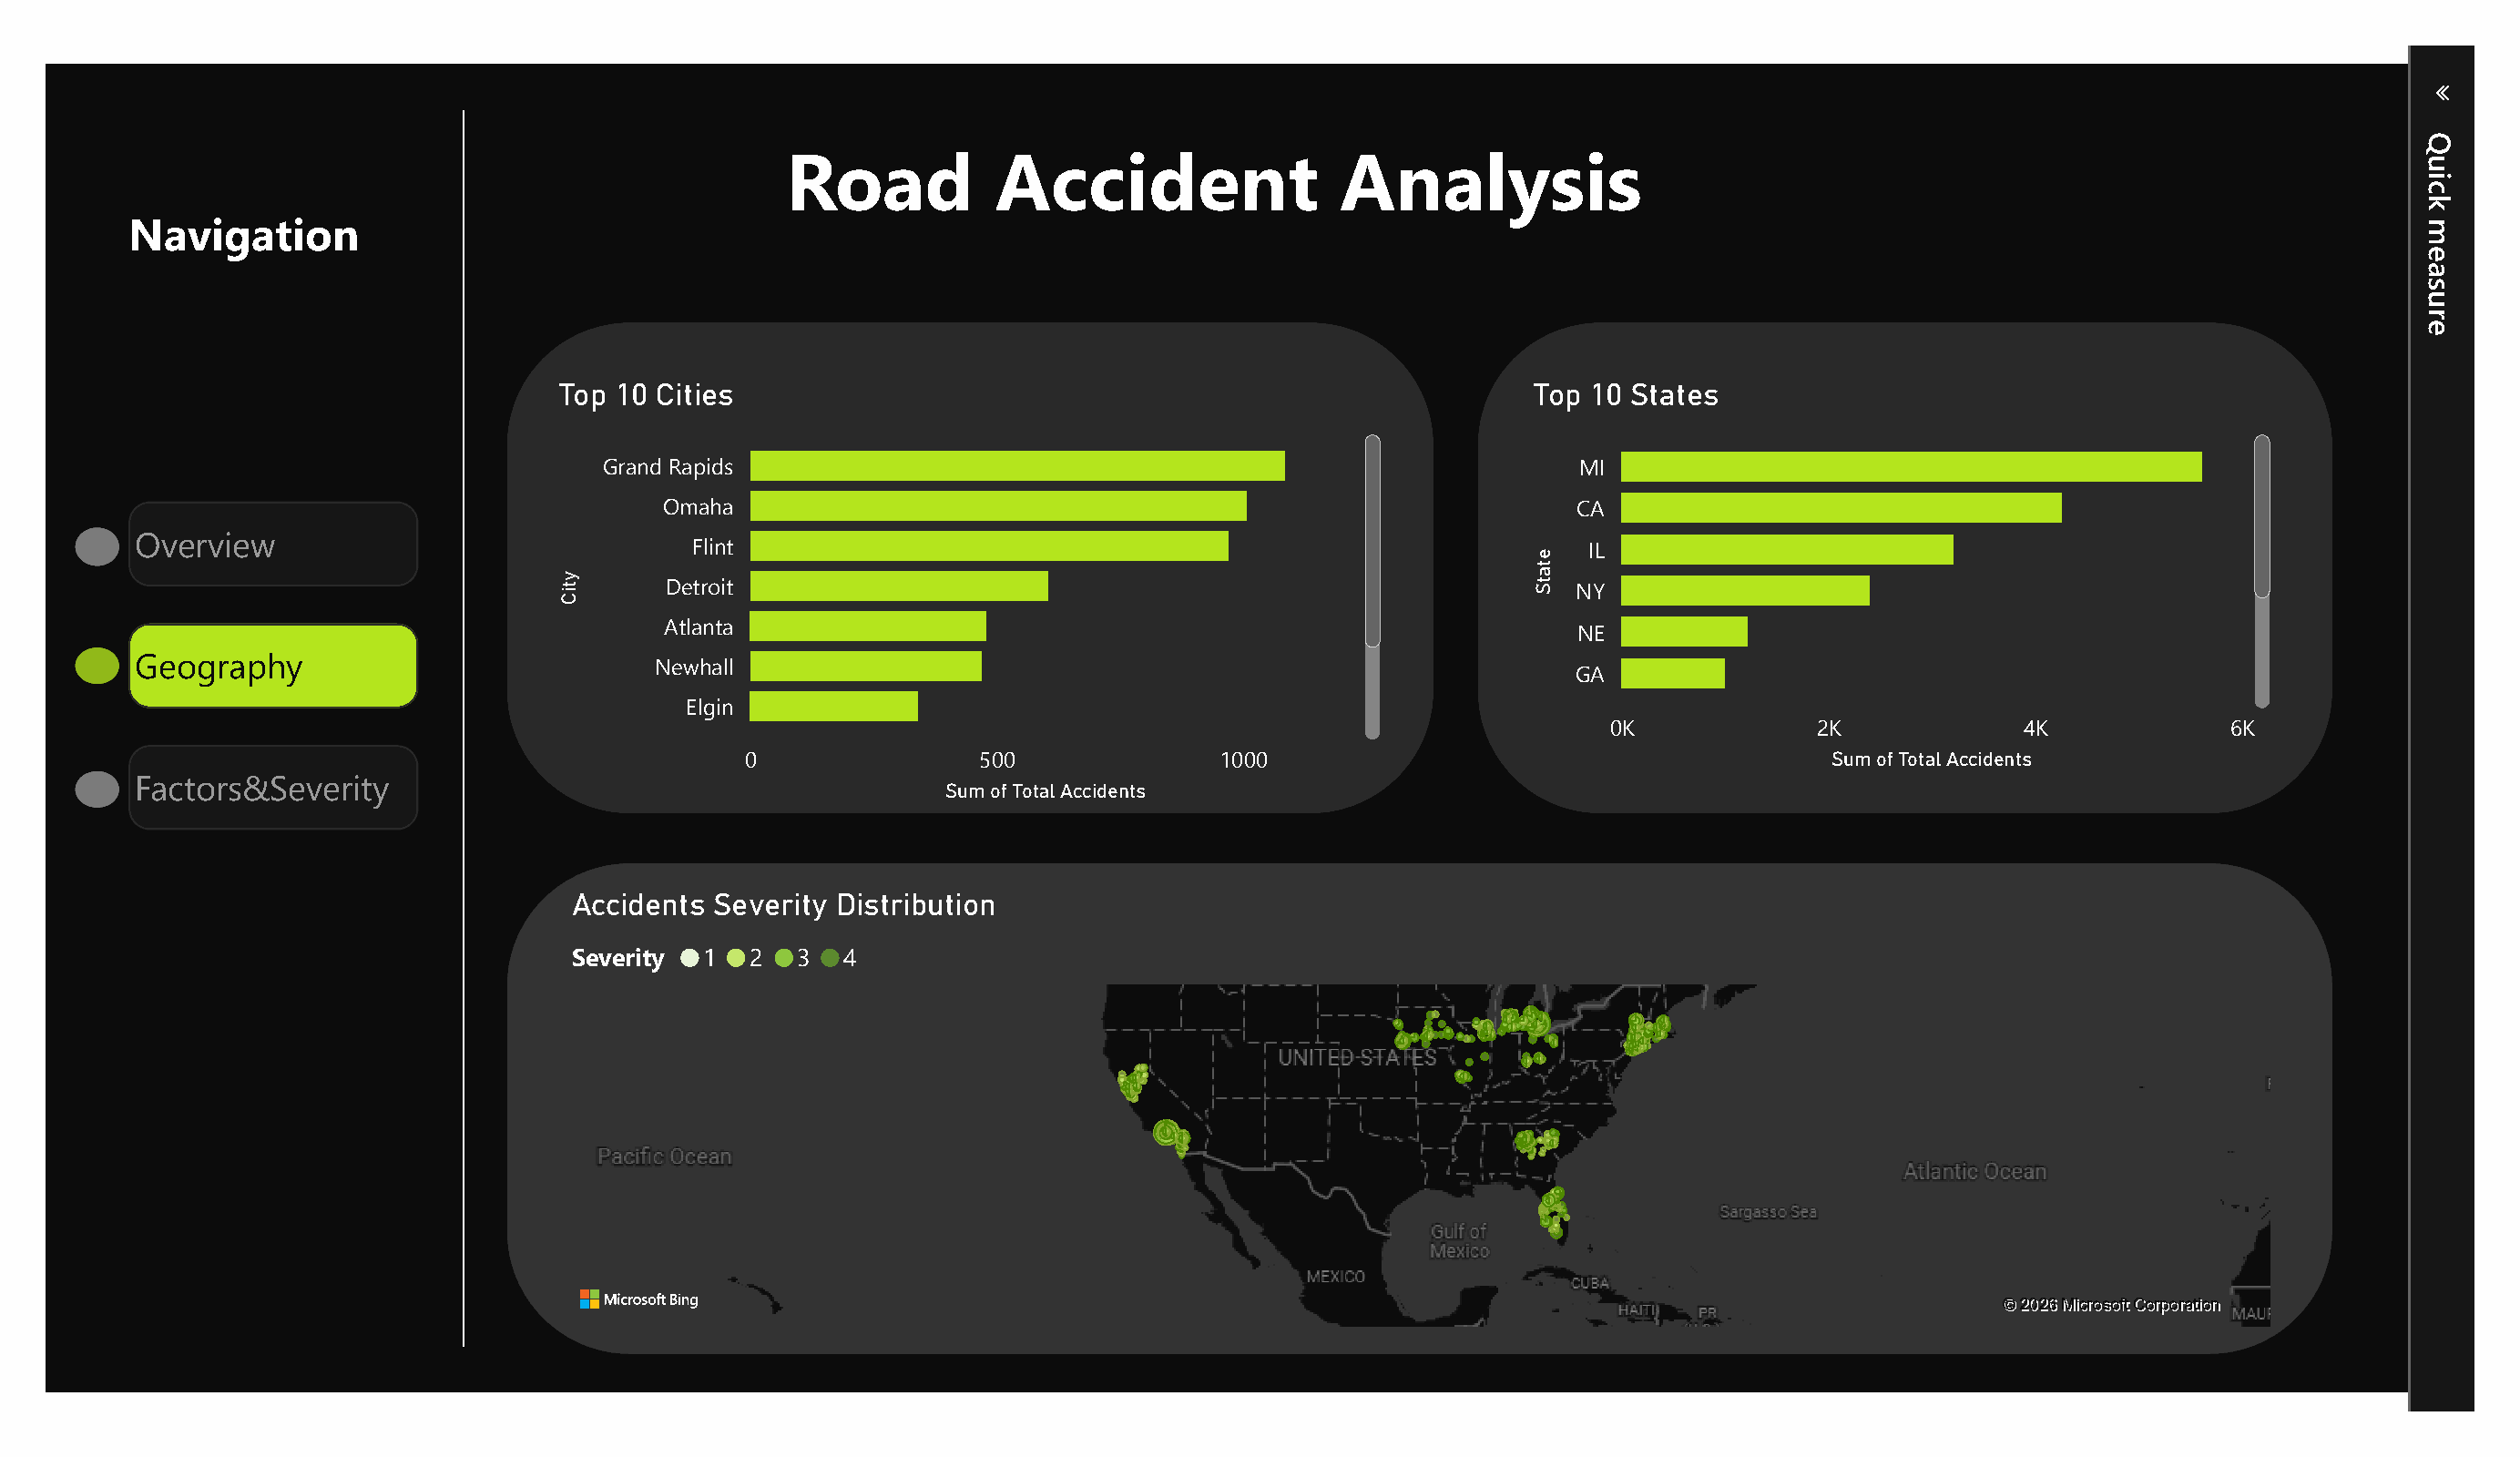 Road Accident Analysis
Navigation
Overview
Geography
Factors&Severity
«
Quick measure
Top 10 Cities
City
Grand Rapids
Omaha
Flint
Detroit
Atlanta
Newhall
Elgin
0 500 1000
Sum of Total Accidents
Top 10 States
State
MI
CA
IL
NY
NE
GA
0K 2K 4K 6K
Sum of Total Accidents
Accidents Severity Distribution
Severity 1 2 3 4
UNITED STATES
Pacific Ocean
Atlantic Ocean
Sargasso Sea
Gulf of
Mexico
MEXICO
CUBA
HAITI
PR
Microsoft Bing
© 2026 Microsoft Corporation